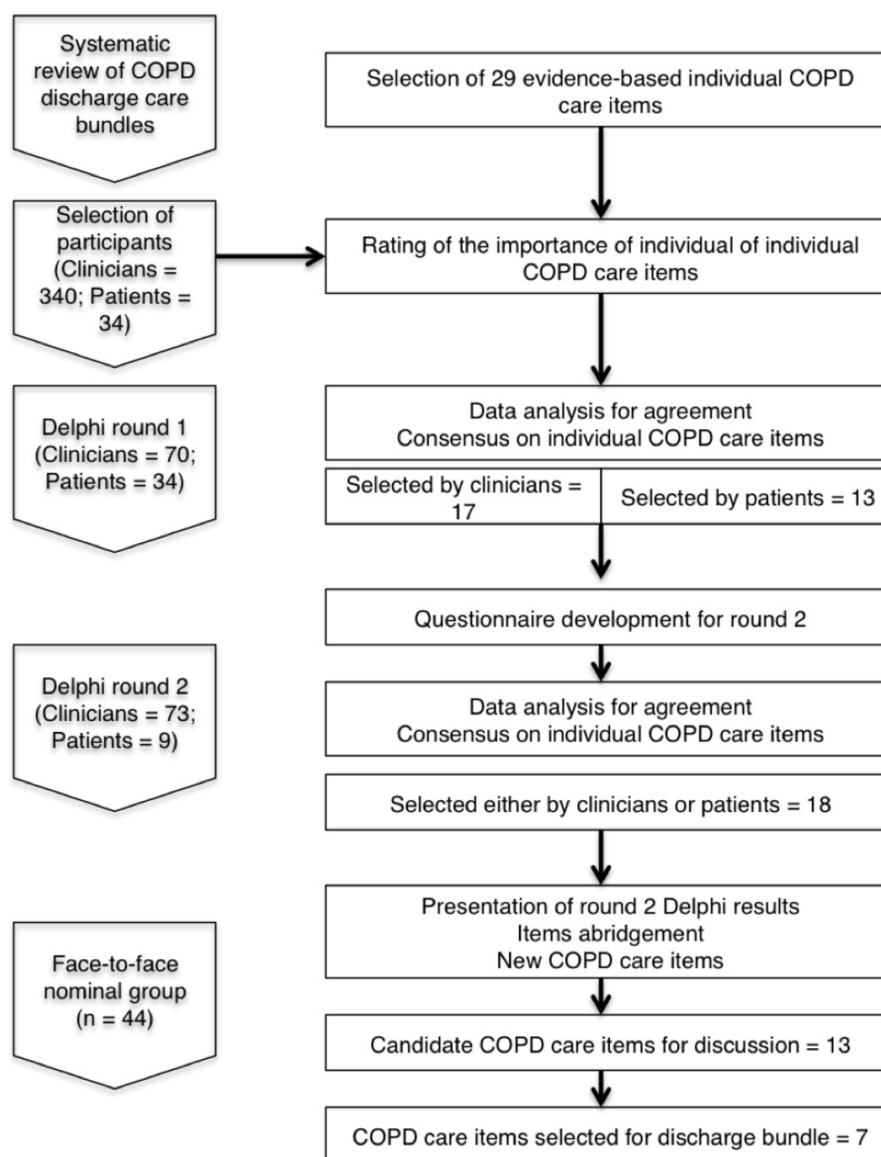 Systematic
review of COPD
discharge care
bundles
Selection of 29 evidence-based individual COPD
care items
Selection of
participants
(Clinicians =
340; Patients =
34)
Rating of the importance of individual of individual
COPD care items
Delphi round 1
(Clinicians = 70;
Patients = 34)
Data analysis for agreement
Consensus on individual COPD care items
Selected by clinicians =
17
Selected by patients = 13
Questionnaire development for round 2
Delphi round 2
(Clinicians = 73;
Patients = 9)
Data analysis for agreement
Consensus on individual COPD care items
Selected either by clinicians or patients = 18
Face-to-face
nominal group
(n = 44)
Presentation of round 2 Delphi results
Items abridgement
New COPD care items
Candidate COPD care items for discussion = 13
COPD care items selected for discharge bundle = 7